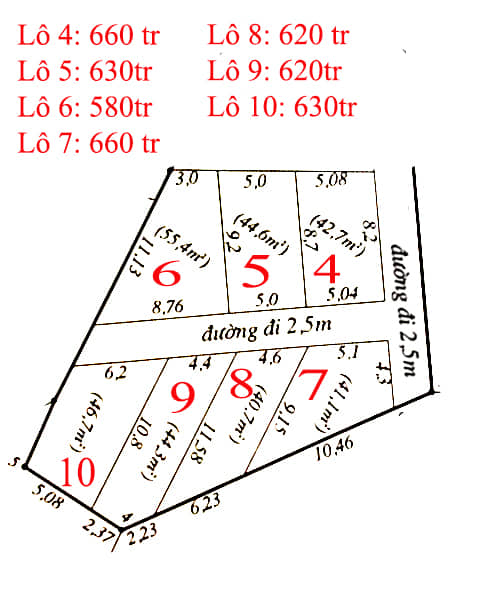 Lô 4: 660 tr
Lô 8: 620 tr
Lô 5: 630tr
Lô 9: 620tr
Lô 6: 580tr
Lô 10: 630tr
Lô 7: 660 tr
3,0
5,0
5,08
(55,4m²)
(44,6m²)
(42,7m²)
8,2
11,13
9,2
8,7
6
5
4
8,76
5,0
5,04
đường đi 2,5m
đường đi 2,5m
6,2
4,4
4,6
5,1
4,3
9
8
7
(46,7m²)
10,8
(44,3m²)
11,58
(40,7m²)
9,15
(41,1m²)
10
10,46
5
5,08
4
6,23
2,37
2,23